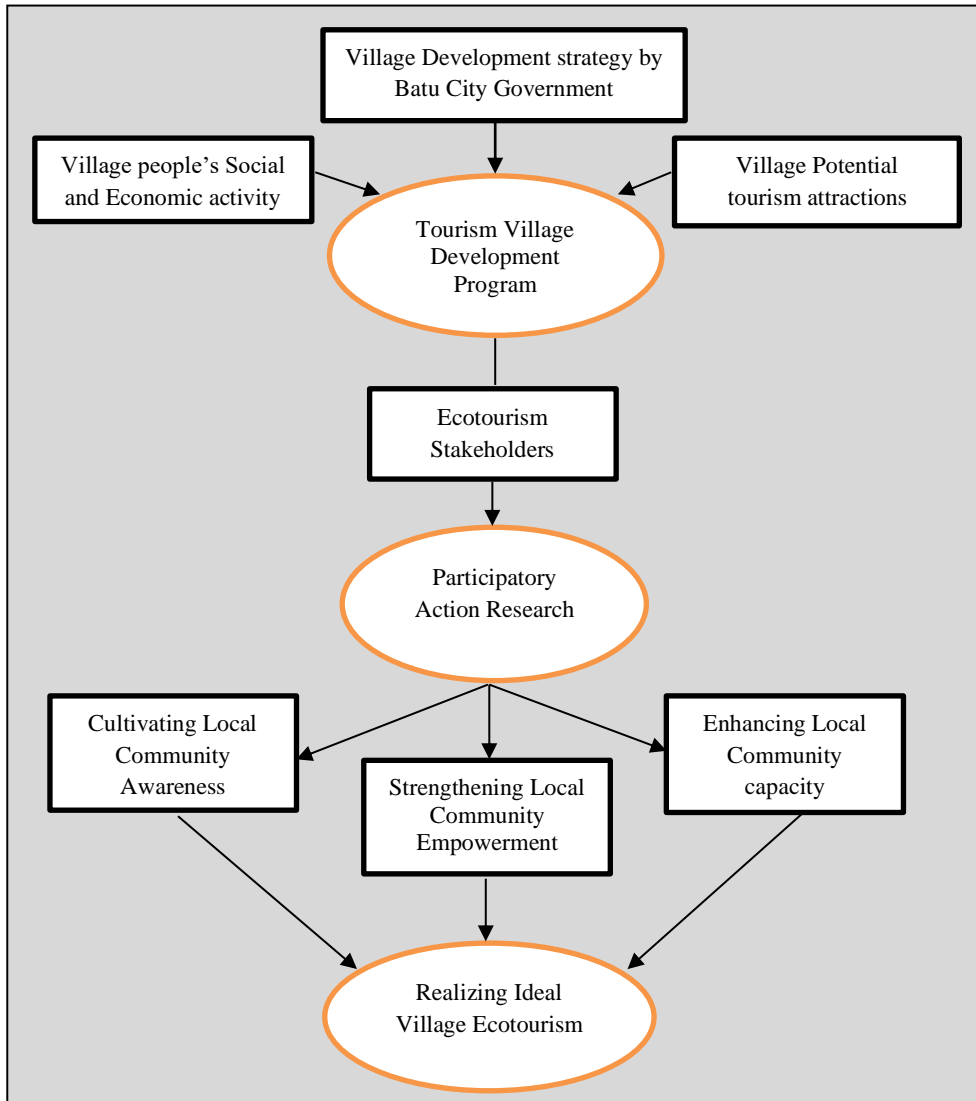 Village Development strategy by
Batu City Government
Village people’s Social
and Economic activity
Village Potential
tourism attractions
Tourism Village
Development
Program
Ecotourism
Stakeholders
Participatory
Action Research
Cultivating Local
Community
Awareness
Strengthening Local
Community
Empowerment
Enhancing Local
Community
capacity
Realizing Ideal
Village Ecotourism